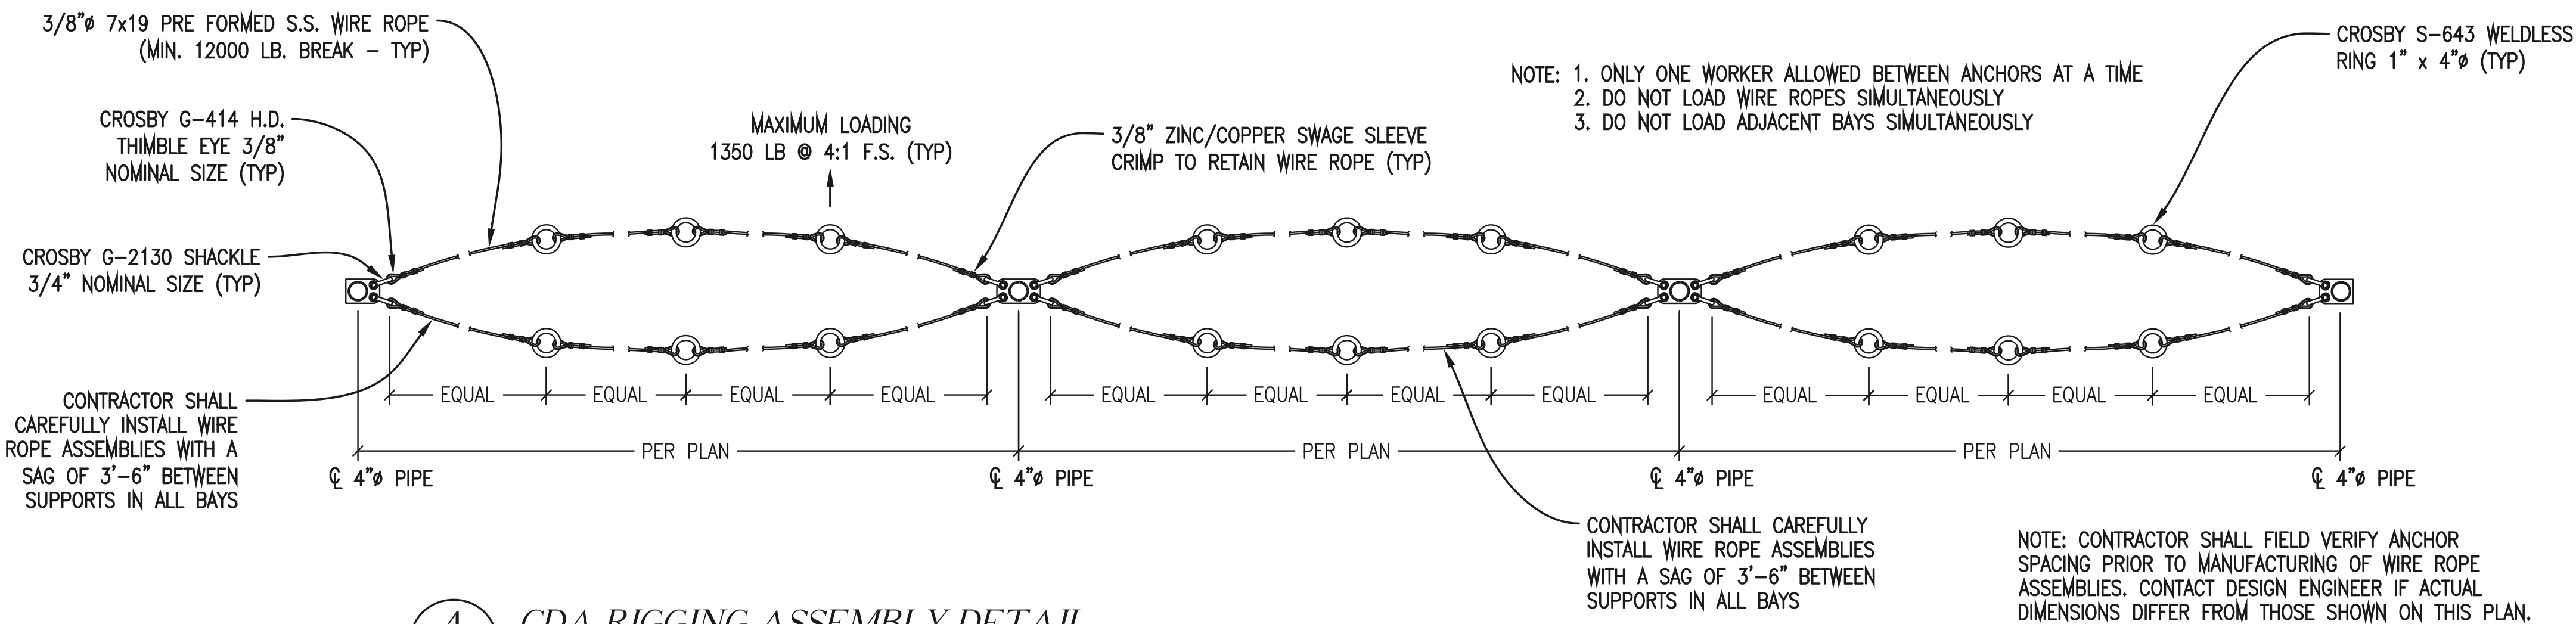 3/8"ø 7x19 PRE FORMED S.S. WIRE ROPE
(MIN. 12000 LB. BREAK - TYP)
CROSBY G-414 H.D.
THIMBLE EYE 3/8"
NOMINAL SIZE (TYP)
CROSBY G-2130 SHACKLE
3/4" NOMINAL SIZE (TYP)
MAXIMUM LOADING
1350 LB @ 4:1 F.S. (TYP)
3/8" ZINC/COPPER SWAGE SLEEVE
CRIMP TO RETAIN WIRE ROPE (TYP)
NOTE: 1. ONLY ONE WORKER ALLOWED BETWEEN ANCHORS AT A TIME
2. DO NOT LOAD WIRE ROPES SIMULTANEOUSLY
3. DO NOT LOAD ADJACENT BAYS SIMULTANEOUSLY
CROSBY S-643 WELDLESS
RING 1" x 4"ø (TYP)
CONTRACTOR SHALL
CAREFULLY INSTALL WIRE
ROPE ASSEMBLIES WITH A
SAG OF 3'-6" BETWEEN
SUPPORTS IN ALL BAYS
EQUAL EQUAL EQUAL EQUAL EQUAL EQUAL EQUAL EQUAL EQUAL EQUAL EQUAL EQUAL
PER PLAN PER PLAN PER PLAN
℄ 4"ø PIPE ℄ 4"ø PIPE ℄ 4"ø PIPE ℄ 4"ø PIPE
CONTRACTOR SHALL CAREFULLY
INSTALL WIRE ROPE ASSEMBLIES
WITH A SAG OF 3'-6" BETWEEN
SUPPORTS IN ALL BAYS
NOTE: CONTRACTOR SHALL FIELD VERIFY ANCHOR
SPACING PRIOR TO MANUFACTURING OF WIRE ROPE
ASSEMBLIES. CONTACT DESIGN ENGINEER IF ACTUAL
DIMENSIONS DIFFER FROM THOSE SHOWN ON THIS PLAN.
A CDA RIGGING ASSEMBLY DETAIL